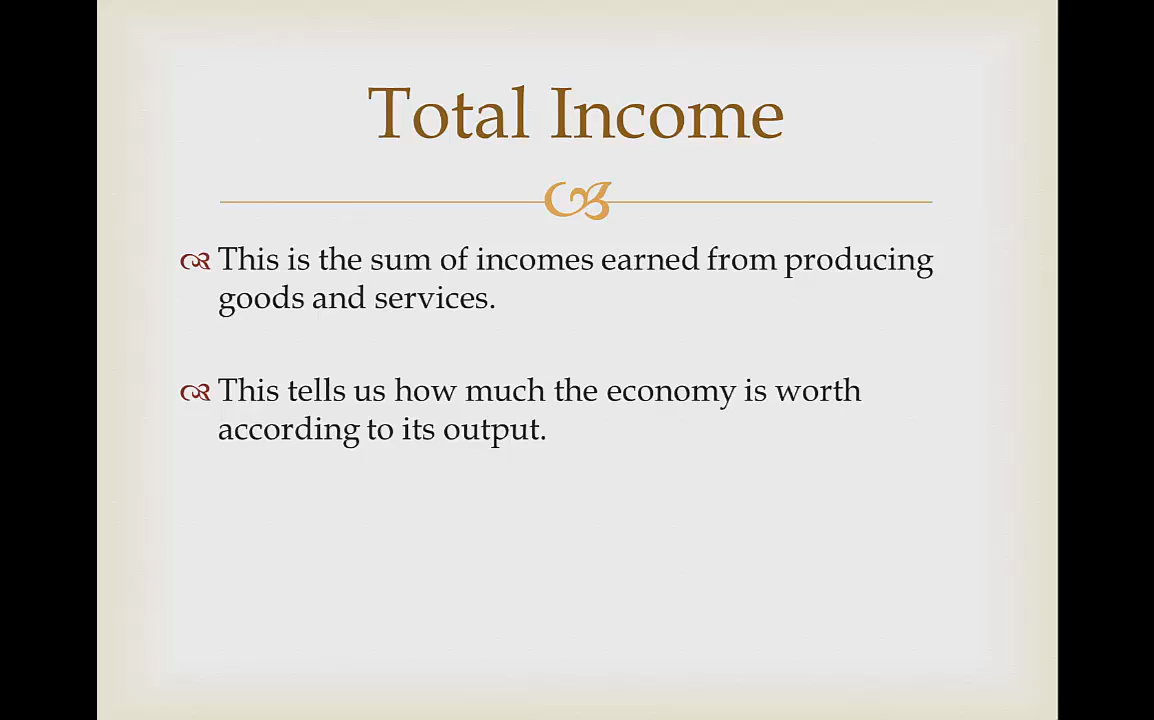 Total Income
This is the sum of incomes earned from producing
goods and services.
This tells us how much the economy is worth
according to its output.